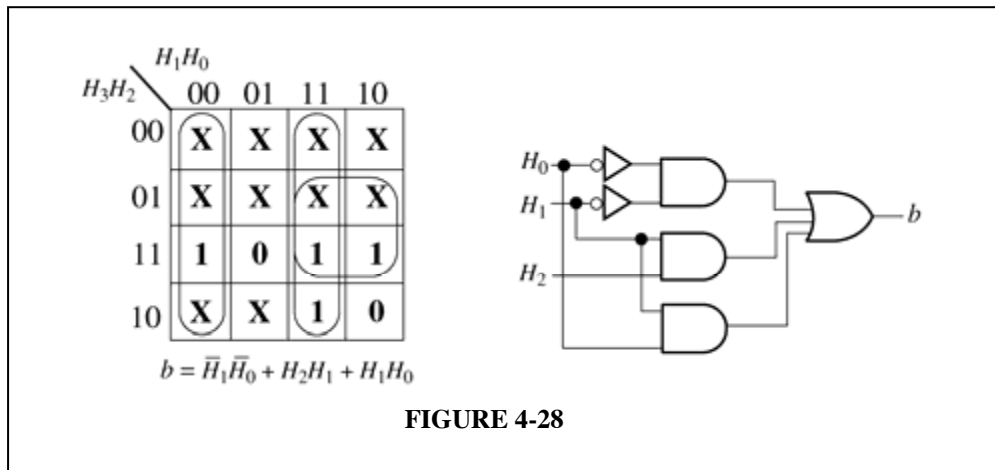 H₁H₀
H₃H₂ 00 01 11 10
00 X X X X
01 X X X X
11 1 0 1 1
10 X X 1 0
b = H̅₁H̅₀ + H₂H₁ + H₁H₀
H₀
H₁
H₂
b
FIGURE 4-28